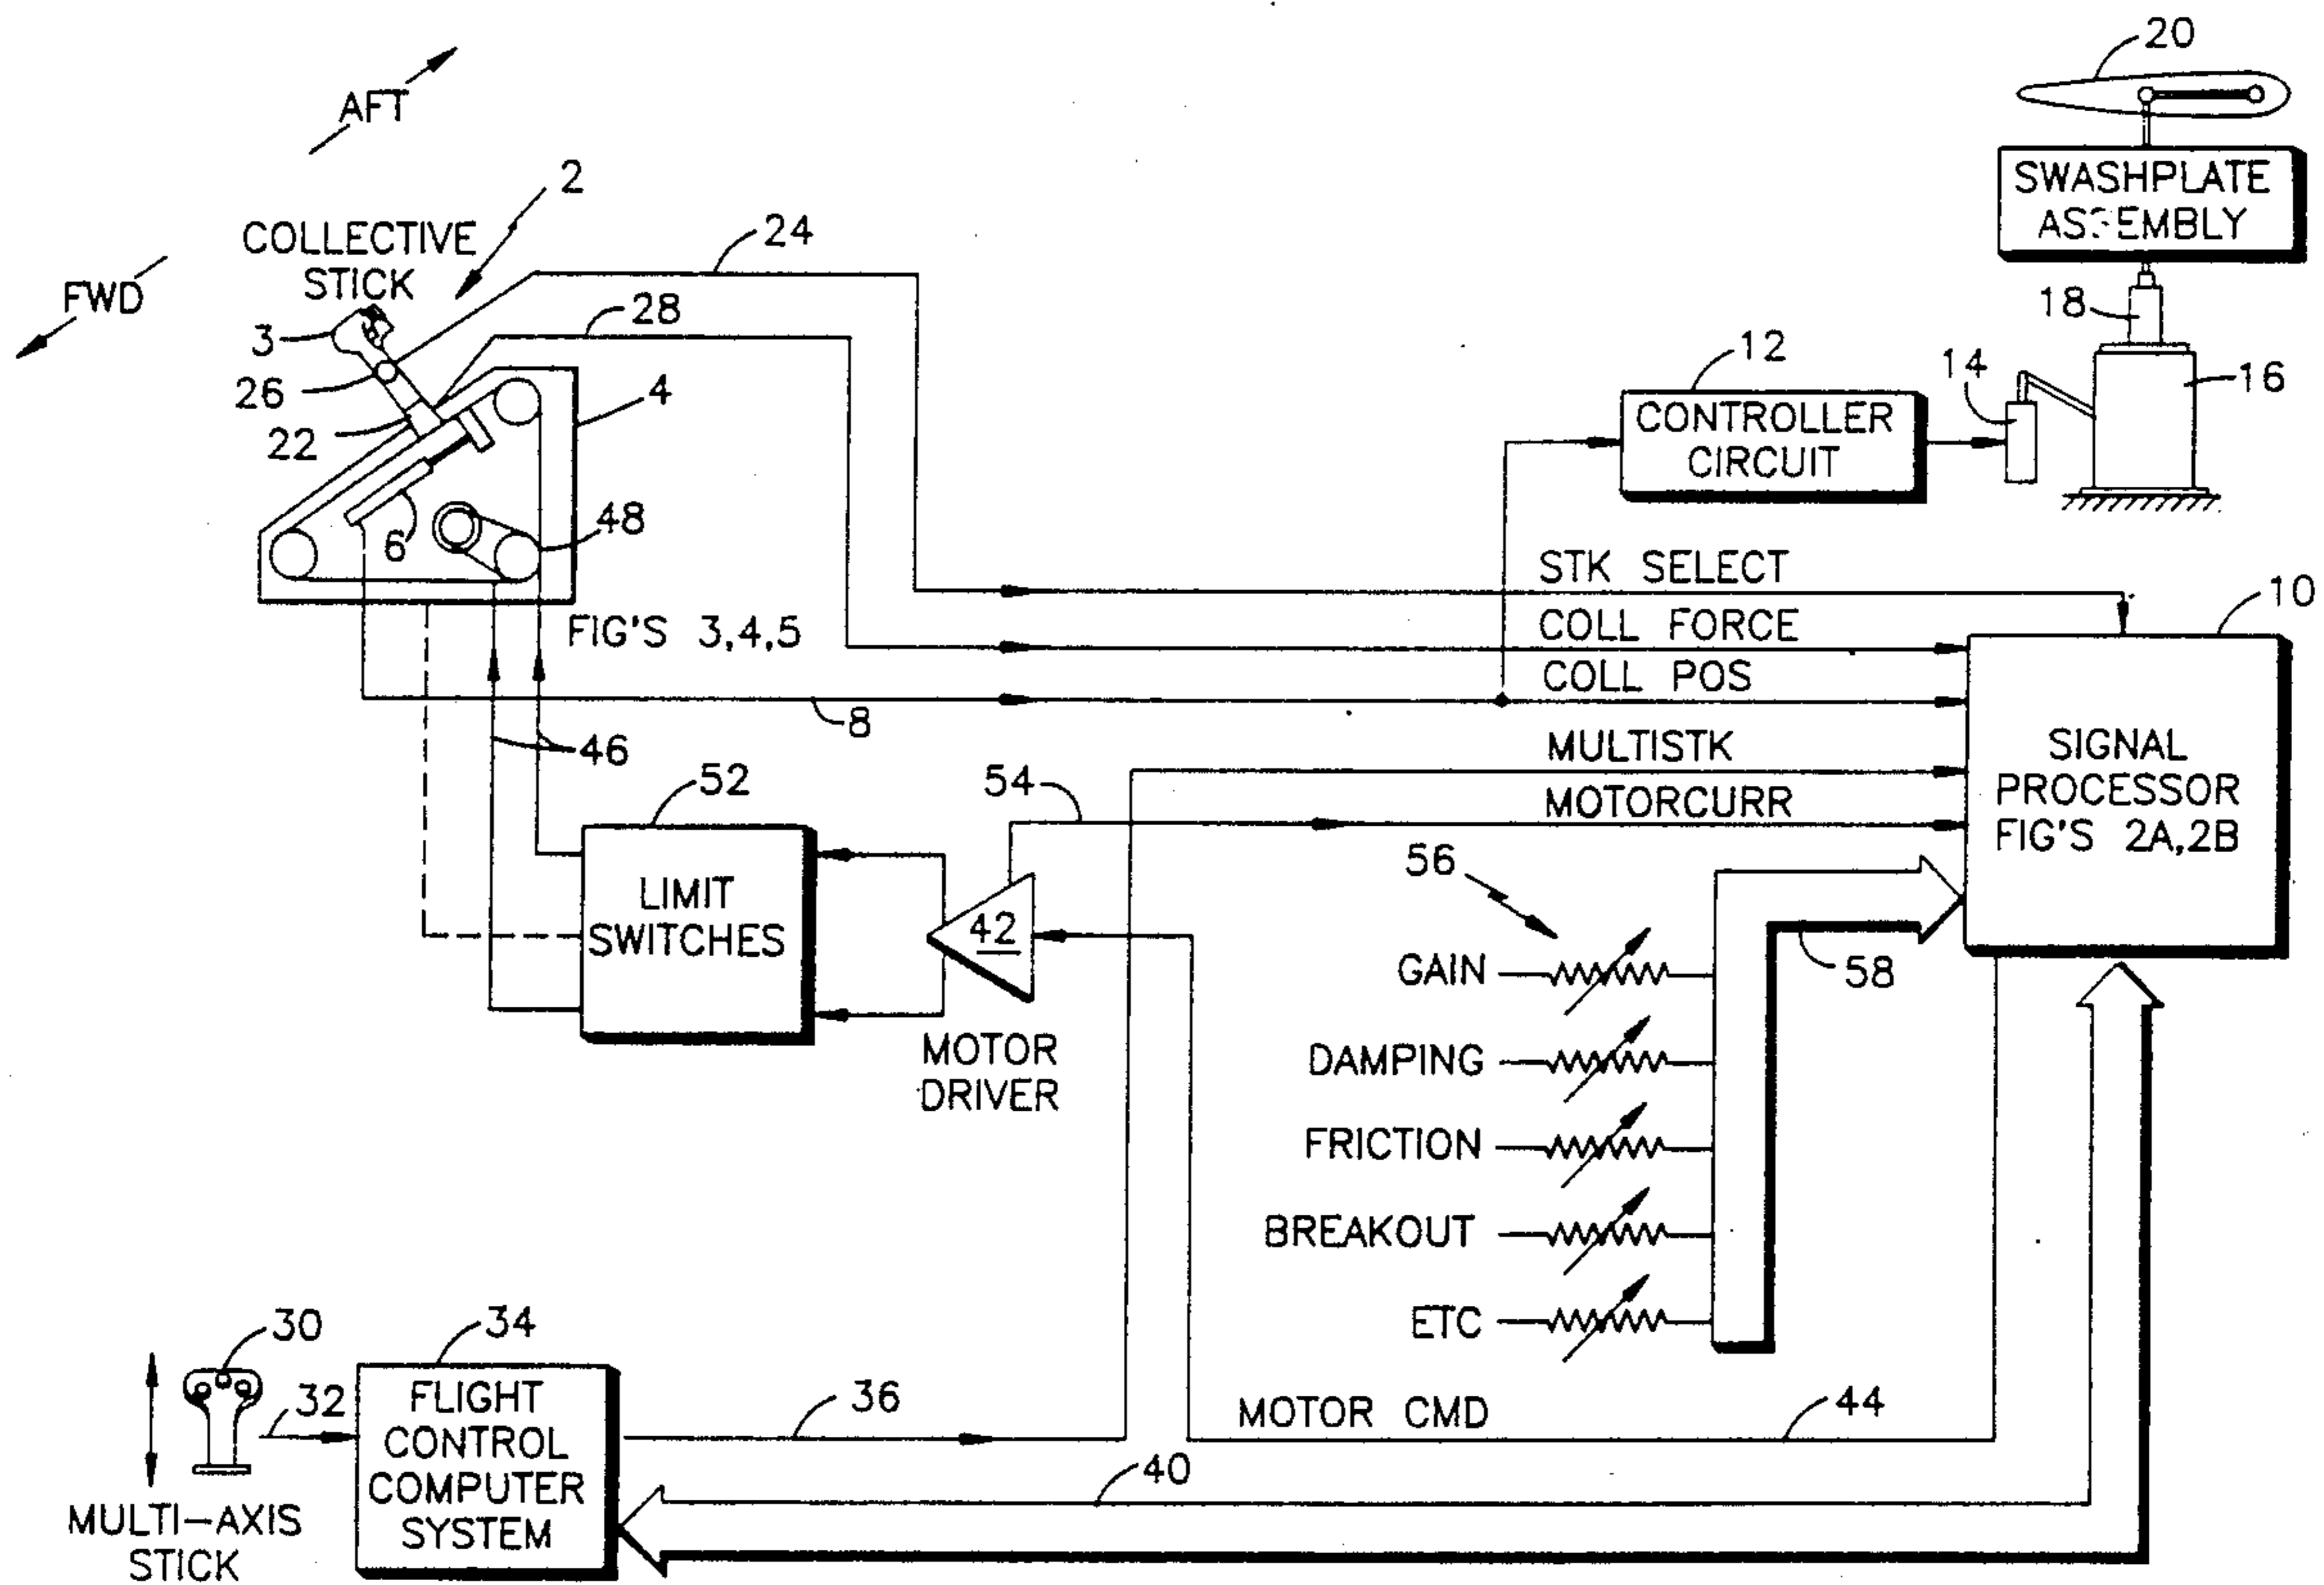 20
AFT
SWASHPLATE
ASSEMBLY
2
COLLECTIVE
STICK
24
FWD
28
18
3
12
14
16
26
4
CONTROLLER
CIRCUIT
22
6
48
STK SELECT
10
FIG'S 3,4,5
COLL FORCE
COLL POS
8
46
MULTISTK
SIGNAL
PROCESSOR
FIG'S 2A,2B
52
54
MOTORCURR
56
LIMIT
SWITCHES
42
GAIN
58
MOTOR
DRIVER
DAMPING
FRICTION
BREAKOUT
ETC
30
34
32
FLIGHT
CONTROL
COMPUTER
SYSTEM
36
MOTOR CMD
44
40
MULTI-AXIS
STICK